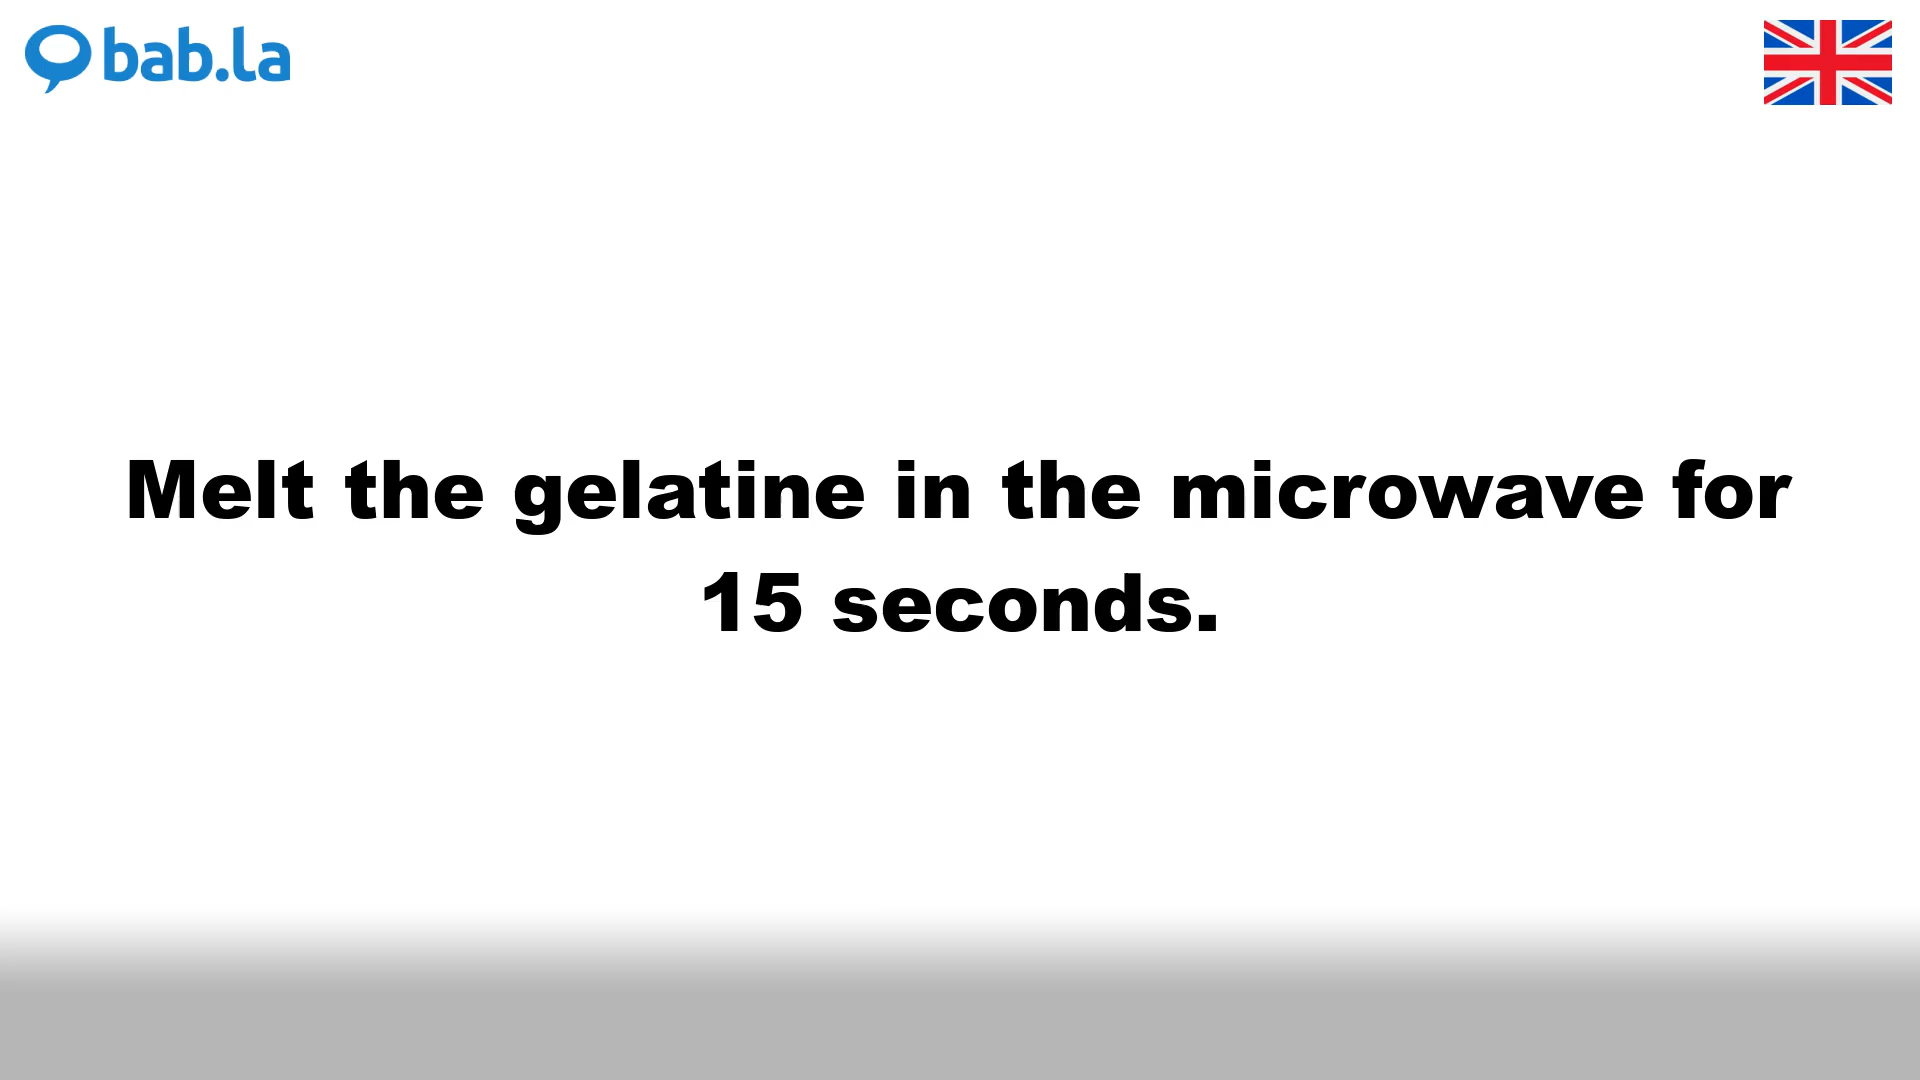 bab.la
Melt the gelatine in the microwave for
15 seconds.